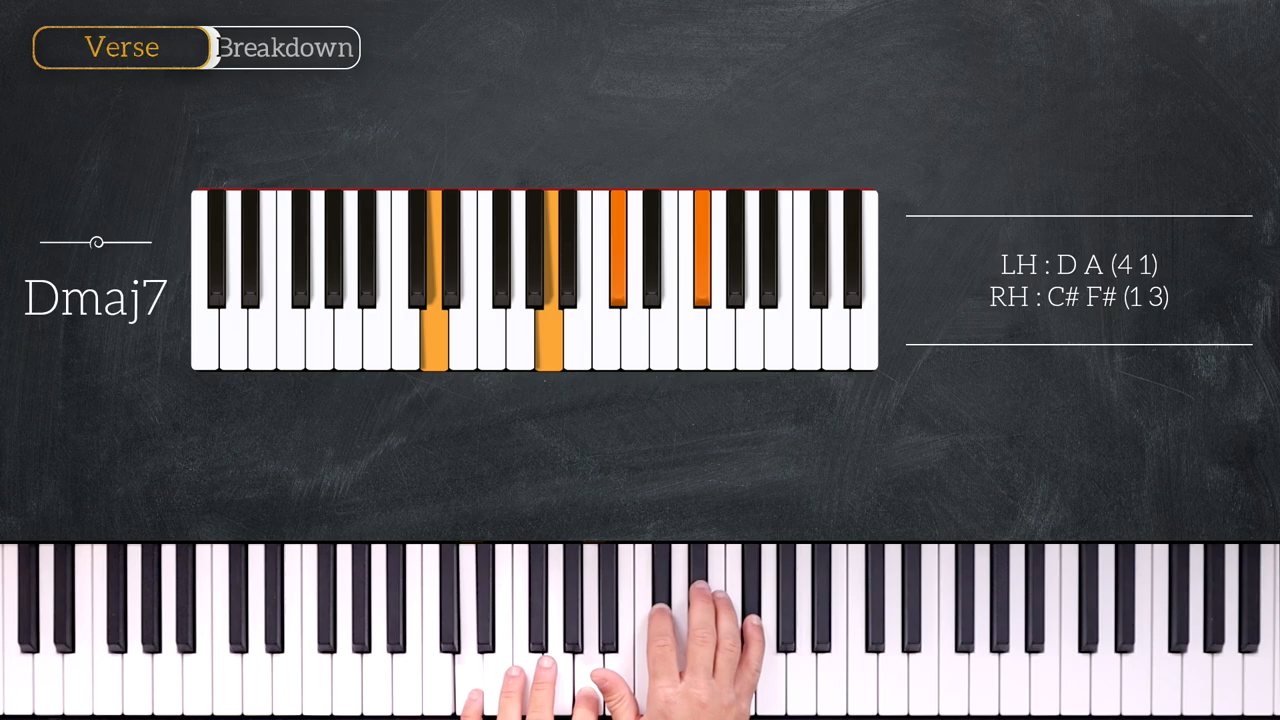 Verse
Breakdown
Dmaj7
LH : D A (4 1)
RH : C# F# (1 3)